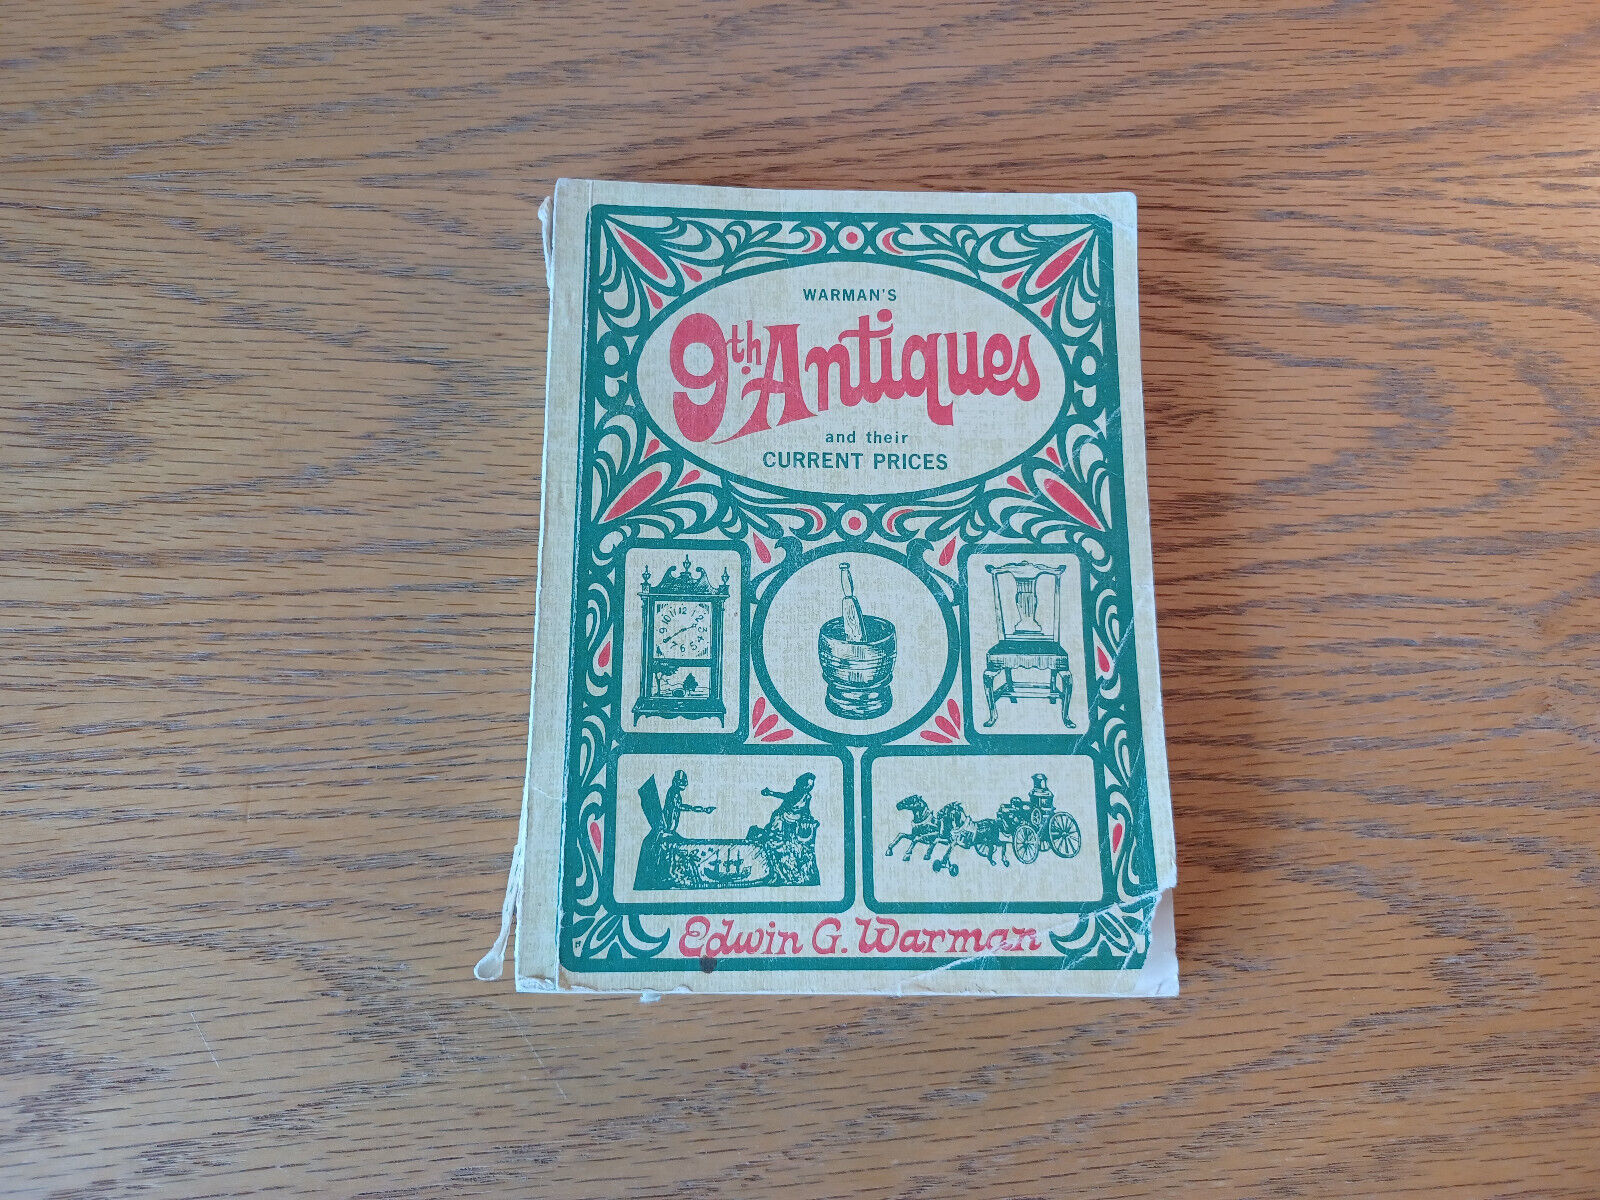 WARMAN'S
9th Antiques
and their
CURRENT PRICES
Edwin G. Warman